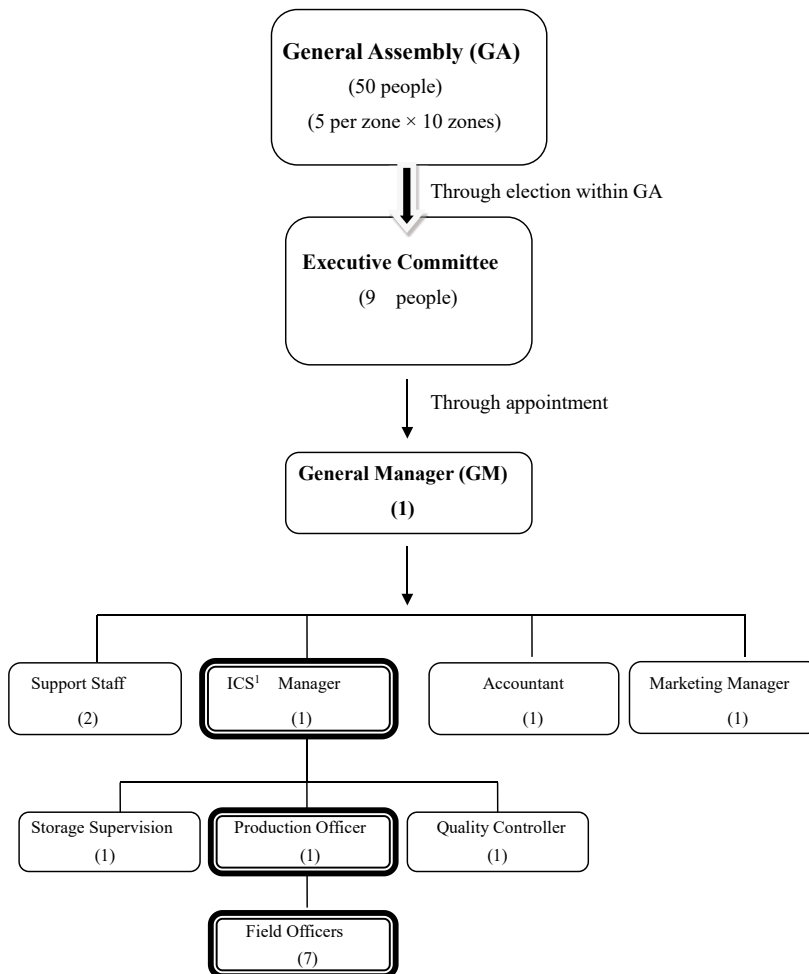 General Assembly (GA)
(50 people)
(5 per zone × 10 zones)
Through election within GA
Executive Committee
(9 people)
Through appointment
General Manager (GM)
(1)
Support Staff
(2)
ICS¹ Manager
(1)
Accountant
(1)
Marketing Manager
(1)
Storage Supervision
(1)
Production Officer
(1)
Quality Controller
(1)
Field Officers
(7)